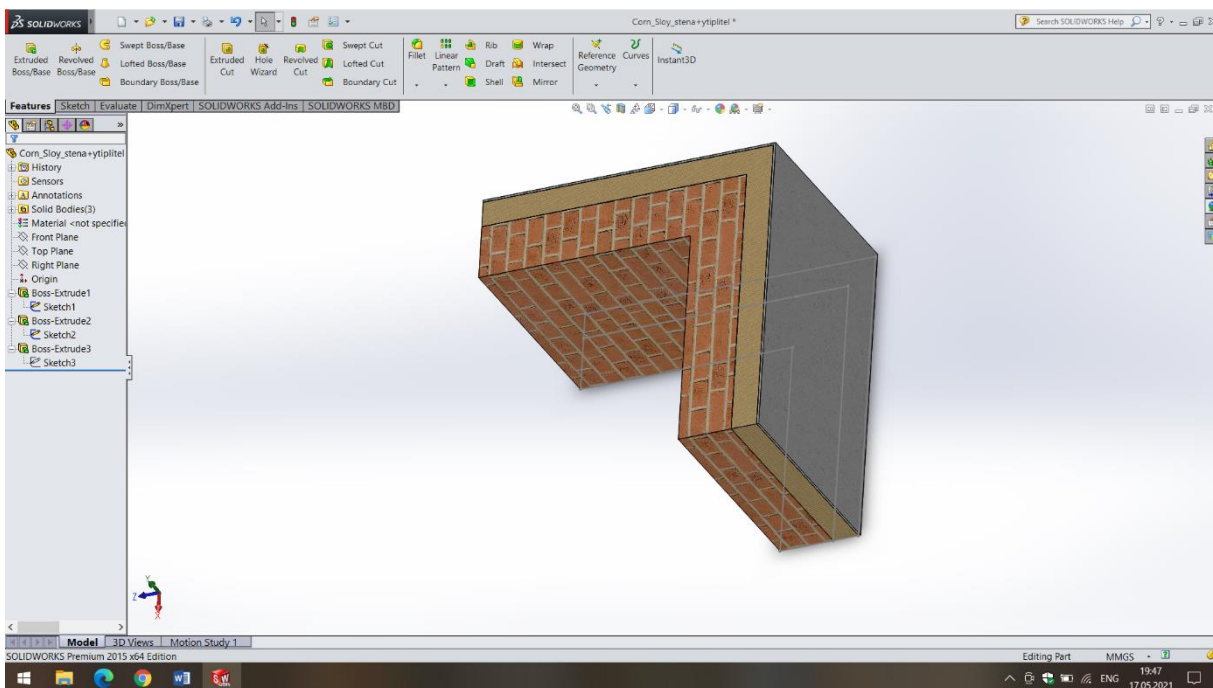 SOLIDWORKS
Corn_Sloy_stena+ytiplitel *
Search SOLIDWORKS Help
Extruded Boss/Base
Revolved Boss/Base
Swept Boss/Base
Lofted Boss/Base
Boundary Boss/Base
Extruded Cut
Hole Wizard
Revolved Cut
Swept Cut
Lofted Cut
Boundary Cut
Fillet
Linear Pattern
Rib
Draft
Shell
Wrap
Intersect
Mirror
Reference Geometry
Curves
Instant3D
Features Sketch Evaluate DimXpert SOLIDWORKS Add-Ins SOLIDWORKS MBD
Corn_Sloy_stena+ytiplitel
History
Sensors
Annotations
Solid Bodies(3)
Material <not specified
Front Plane
Top Plane
Right Plane
Origin
Boss-Extrude1
Sketch1
Boss-Extrude2
Sketch2
Boss-Extrude3
Sketch3
Y
Z
X
Model 3D Views Motion Study 1
SOLIDWORKS Premium 2015 x64 Edition
Editing Part MMGS
ENG 19:47
17.05.2021